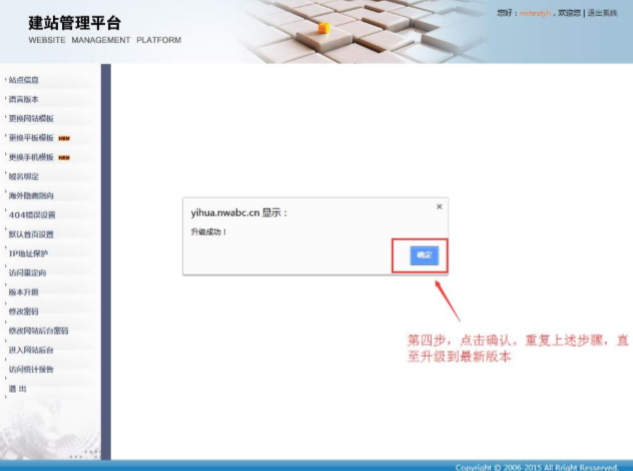 建站管理平台
WEBSITE MANAGEMENT PLATFORM
您好：
，欢迎您 | 退出系统
站点信息
语言版本
更换网站模板
更换平板模板 NEW
更换手机模板 NEW
域名绑定
海外隐藏指向
404错误设置
默认首页设置
IP地址保护
访问重定向
版本升级
修改密码
修改网站后台密码
进入网站后台
访问统计报告
退 出
yihua.nwabc.cn 显示：
×
升级成功！
确定
第四步，点击确认。重复上述步骤，直
至升级到最新版本
Copyright © 2006-2015 All Rright Reserved.